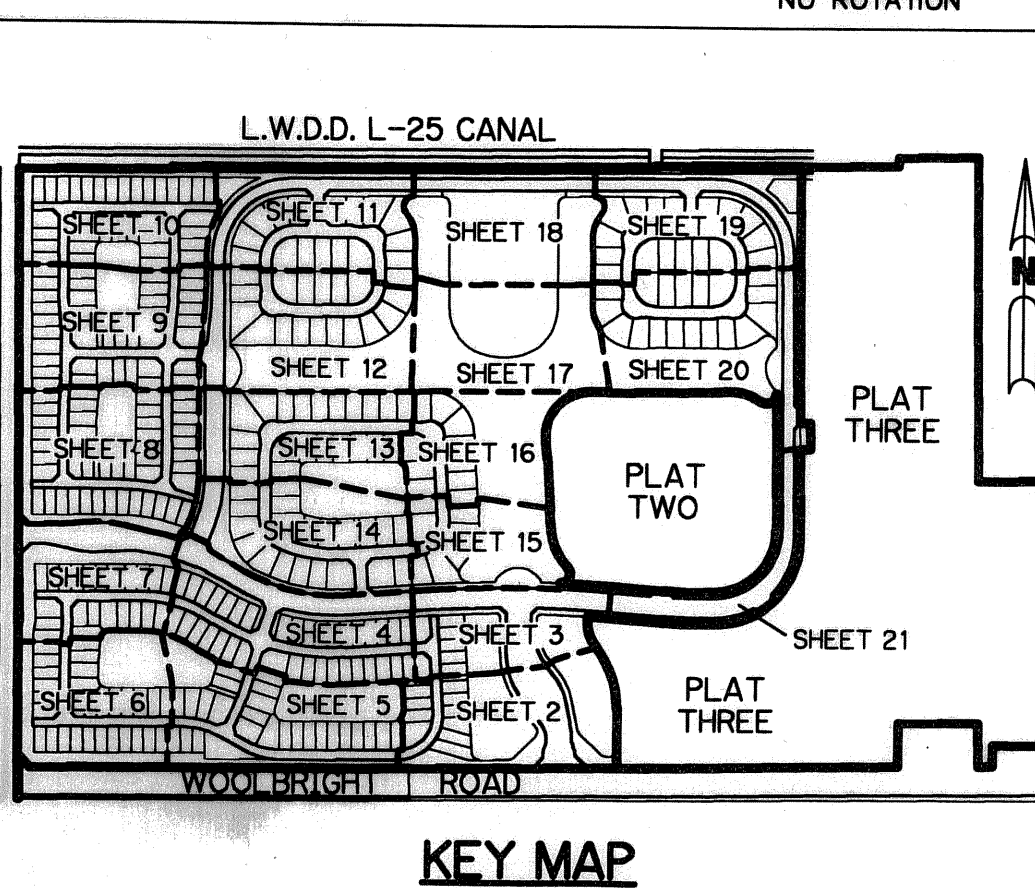 NO ROTATION
L.W.D.D. L-25 CANAL
SHEET 10
SHEET 11
SHEET 18
SHEET 19
N
SHEET 9
SHEET 12
SHEET 17
SHEET 20
PLAT
THREE
SHEET 8
SHEET 13
SHEET 16
PLAT
TWO
SHEET 14
SHEET 15
SHEET 7
SHEET 4
SHEET 3
SHEET 21
SHEET 6
SHEET 5
SHEET 2
PLAT
THREE
WOOLBRIGHT ROAD
KEY MAP